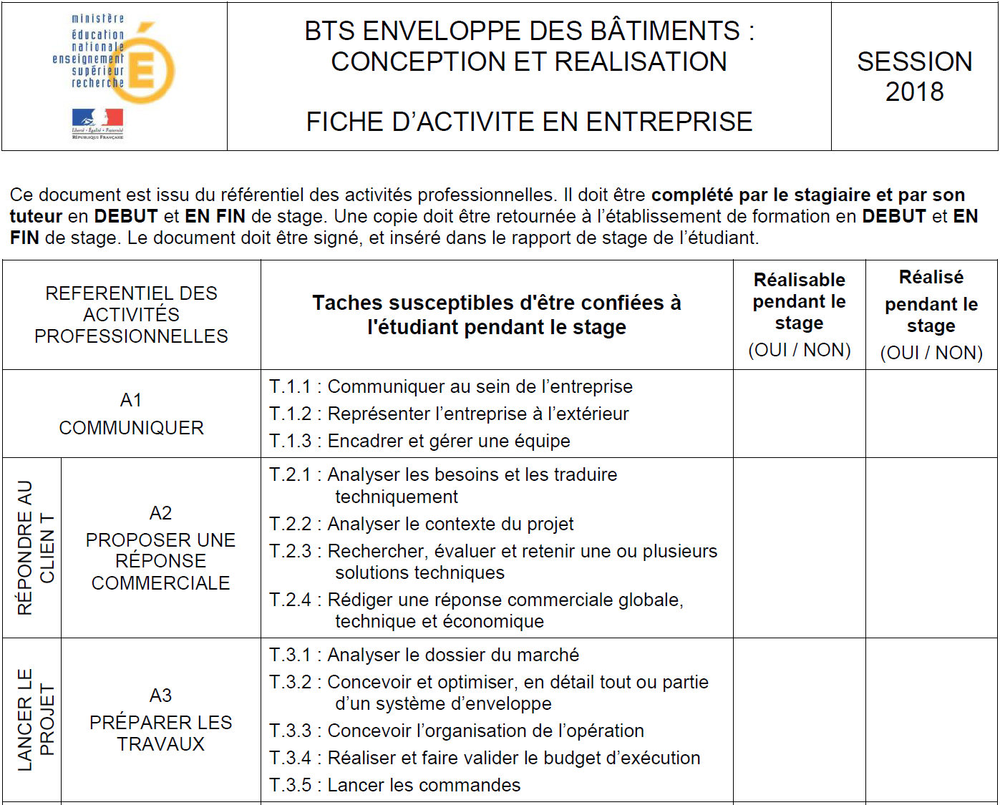 ministère
éducation
nationale
enseignement
supérieur
recherche
É
Liberté • Égalité • Fraternité
RÉPUBLIQUE FRANÇAISE
BTS ENVELOPPE DES BÂTIMENTS :
CONCEPTION ET REALISATION
FICHE D’ACTIVITE EN ENTREPRISE
SESSION
2018
Ce document est issu du référentiel des activités professionnelles. Il doit être complété par le stagiaire et par son
tuteur en DEBUT et EN FIN de stage. Une copie doit être retournée à l’établissement de formation en DEBUT et EN
FIN de stage. Le document doit être signé, et inséré dans le rapport de stage de l’étudiant.
REFERENTIEL DES
ACTIVITÉS
PROFESSIONNELLES
Taches susceptibles d'être confiées à
l'étudiant pendant le stage
Réalisable
pendant le
stage
(OUI / NON)
Réalisé
pendant le
stage
(OUI / NON)
A1
COMMUNIQUER
T.1.1 : Communiquer au sein de l’entreprise
T.1.2 : Représenter l’entreprise à l’extérieur
T.1.3 : Encadrer et gérer une équipe
RÉPONDRE AU
CLIEN T
A2
PROPOSER UNE
RÉPONSE
COMMERCIALE
T.2.1 : Analyser les besoins et les traduire
techniquement
T.2.2 : Analyser le contexte du projet
T.2.3 : Rechercher, évaluer et retenir une ou plusieurs
solutions techniques
T.2.4 : Rédiger une réponse commerciale globale,
technique et économique
LANCER LE
PROJET
A3
PRÉPARER LES
TRAVAUX
T.3.1 : Analyser le dossier du marché
T.3.2 : Concevoir et optimiser, en détail tout ou partie
d’un système d’enveloppe
T.3.3 : Concevoir l’organisation de l’opération
T.3.4 : Réaliser et faire valider le budget d’exécution
T.3.5 : Lancer les commandes